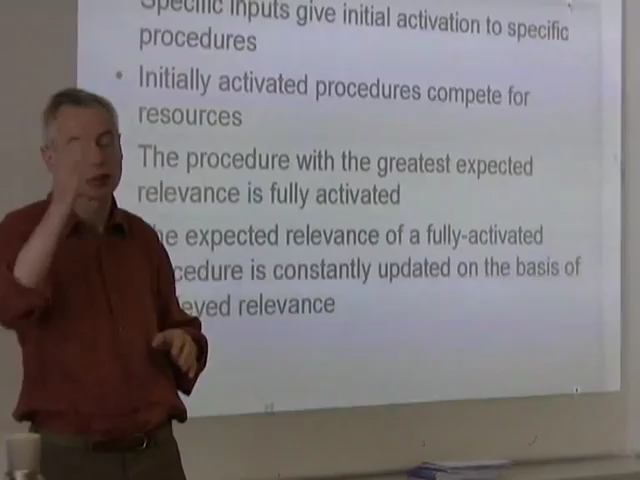 Specific inputs give initial activation to specific
procedures
• Initially activated procedures compete for
resources
The procedure with the greatest expected
relevance is fully activated
he expected relevance of a fully-activated
cedure is constantly updated on the basis of
eved relevance